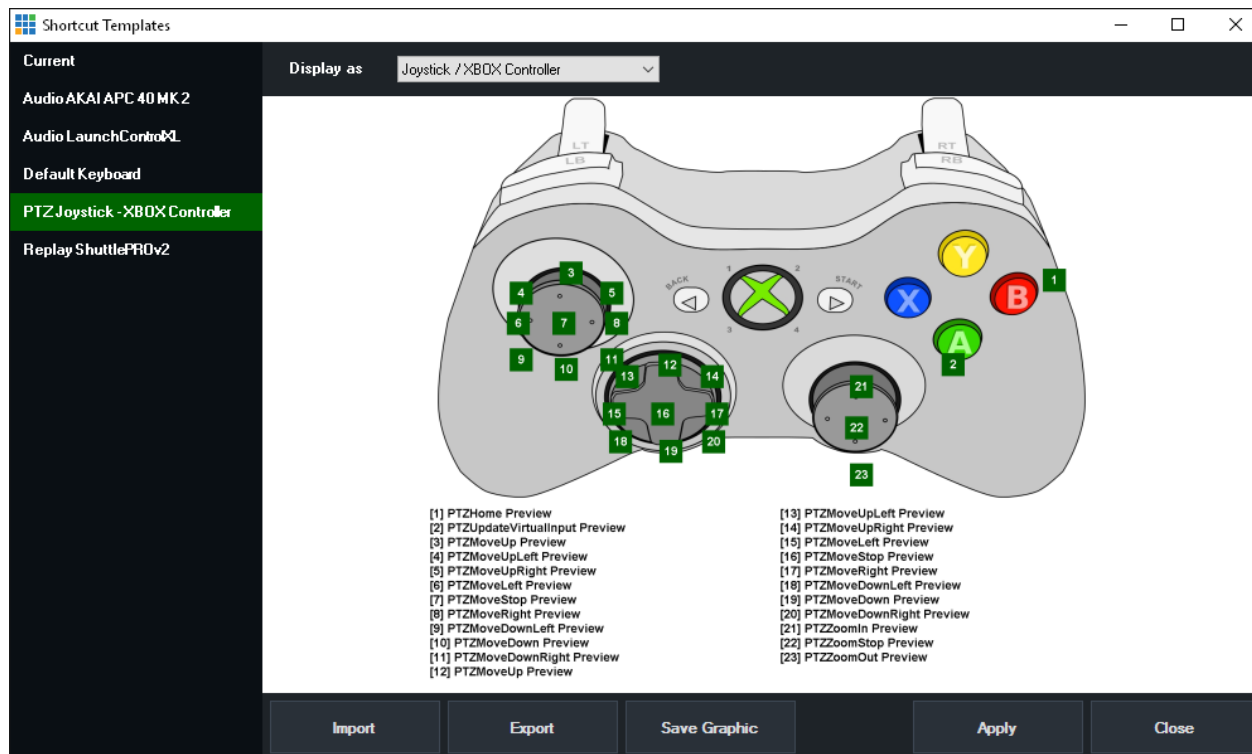 Shortcut Templates
Current
Audio AKAI APC 40 MK2
Audio LaunchControlXL
Default Keyboard
PTZ Joystick - XBOX Controller
Replay ShuttlePROv2
Display as
Joystick / XBOX Controller
LT
LB
RT
RB
BACK
START
1
2
3
4
Y
X
B
A
1
2
3
4
5
6
7
8
9
10
11
12
13
14
15
16
17
18
19
20
21
22
23
[1] PTZHome Preview
[2] PTZUpdateVirtualInput Preview
[3] PTZMoveUp Preview
[4] PTZMoveUpLeft Preview
[5] PTZMoveUpRight Preview
[6] PTZMoveLeft Preview
[7] PTZMoveStop Preview
[8] PTZMoveRight Preview
[9] PTZMoveDownLeft Preview
[10] PTZMoveDown Preview
[11] PTZMoveDownRight Preview
[12] PTZMoveUp Preview
[13] PTZMoveUpLeft Preview
[14] PTZMoveUpRight Preview
[15] PTZMoveLeft Preview
[16] PTZMoveStop Preview
[17] PTZMoveRight Preview
[18] PTZMoveDownLeft Preview
[19] PTZMoveDown Preview
[20] PTZMoveDownRight Preview
[21] PTZZoomIn Preview
[22] PTZZoomStop Preview
[23] PTZZoomOut Preview
Import
Export
Save Graphic
Apply
Close